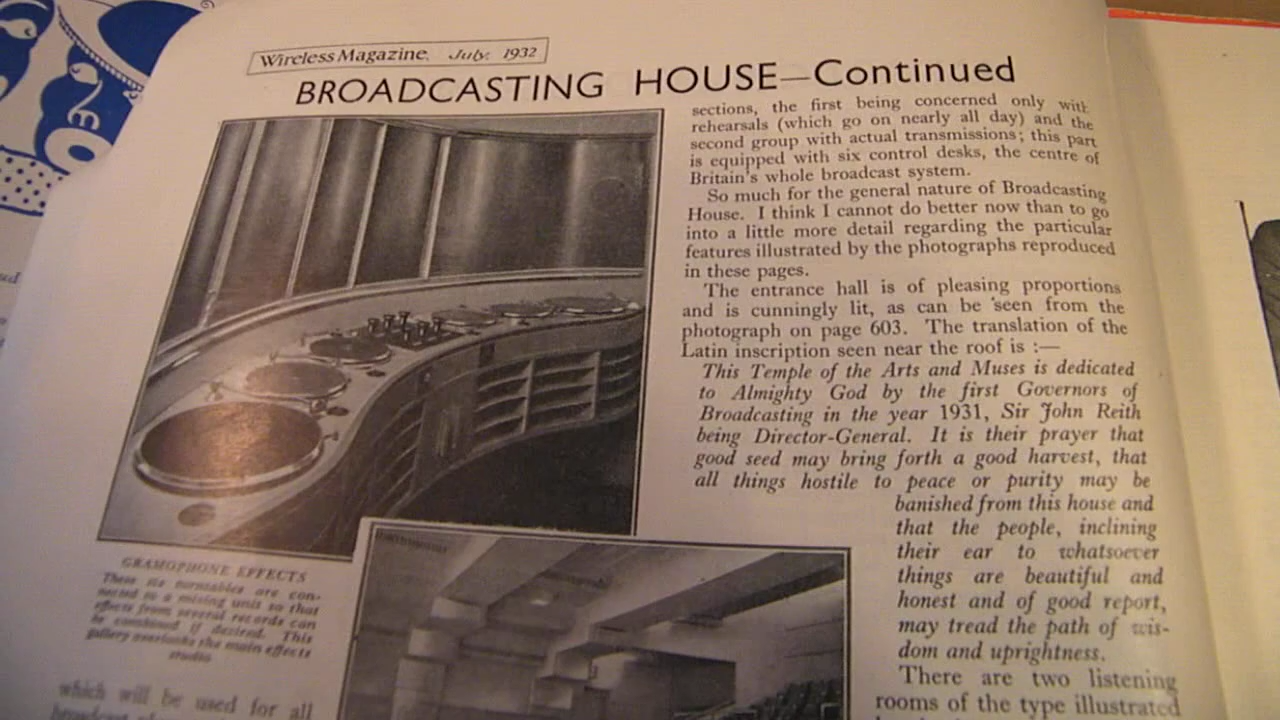 Wireless Magazine. July. 1932
BROADCASTING HOUSE—Continued
sections, the first being concerned only with
rehearsals (which go on nearly all day) and the
second group with actual transmissions; this part
is equipped with six control desks, the centre of
Britain's whole broadcast system.
So much for the general nature of Broadcasting
House. I think I cannot do better now than to go
into a little more detail regarding the particular
features illustrated by the photographs reproduced
in these pages.
The entrance hall is of pleasing proportions
and is cunningly lit, as can be seen from the
photograph on page 603. The translation of the
Latin inscription seen near the roof is :—
This Temple of the Arts and Muses is dedicated
to Almighty God by the first Governors of
Broadcasting in the year 1931, Sir John Reith
being Director-General. It is their prayer that
good seed may bring forth a good harvest, that
all things hostile to peace or purity may be
banished from this house and
that the people, inclining
their ear to whatsoever
things are beautiful and
honest and of good report,
may tread the path of wis-
dom and uprightness.
There are two listening
rooms of the type illustrated
GRAMOPHONE EFFECTS
These six turntables are con-
nected to a mixing unit so that
effects from several records can
be combined if desired. This
gallery overlooks the main effects
studio
which will be used for all